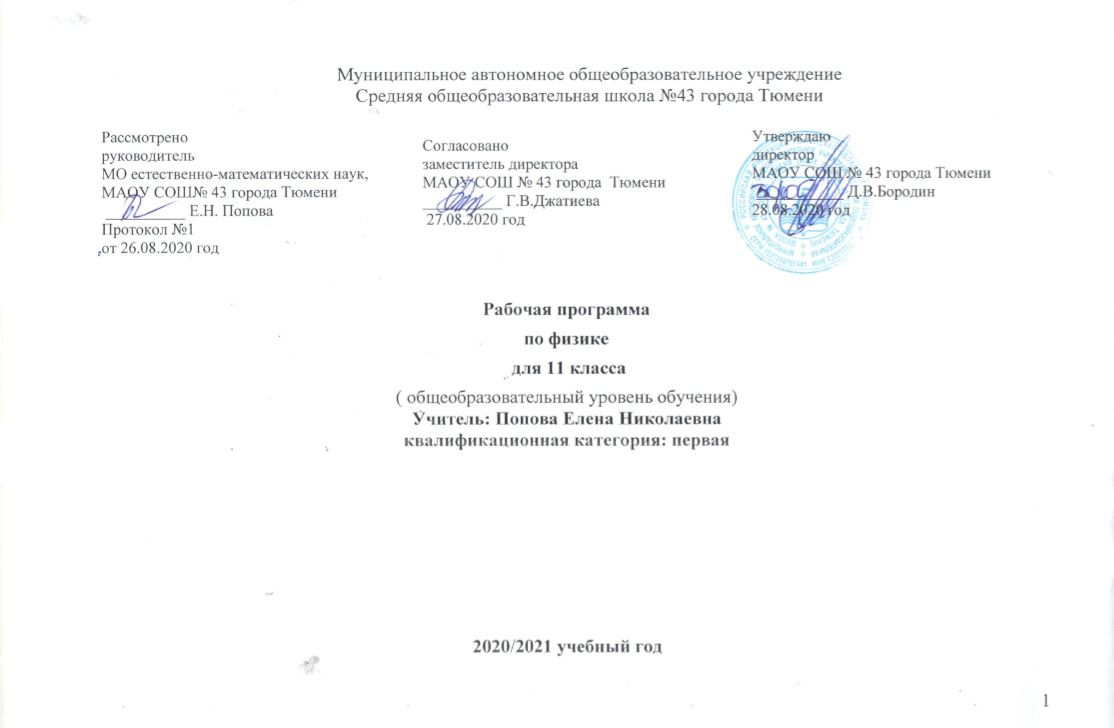 Муниципальное автономное общеобразовательное учреждение
Средняя общеобразовательная школа №43 города Тюмени
Рассмотрено
руководитель
МО естественно-математических наук,
МАОУ СОШ№ 43 города Тюмени
__________ Е.Н. Попова
Протокол №1
от 26.08.2020 год
Согласовано
заместитель директора
МАОУ СОШ № 43 города Тюмени
__________ Г.В.Джатиева
27.08.2020 год
Утверждаю
директор
МАОУ СОШ № 43 города Тюмени
Д.В.Бородин
28.08.2020 год
Рабочая программа
по физике
для 11 класса
( общеобразовательный уровень обучения)
Учитель: Попова Елена Николаевна
квалификационная категория: первая
2020/2021 учебный год
1